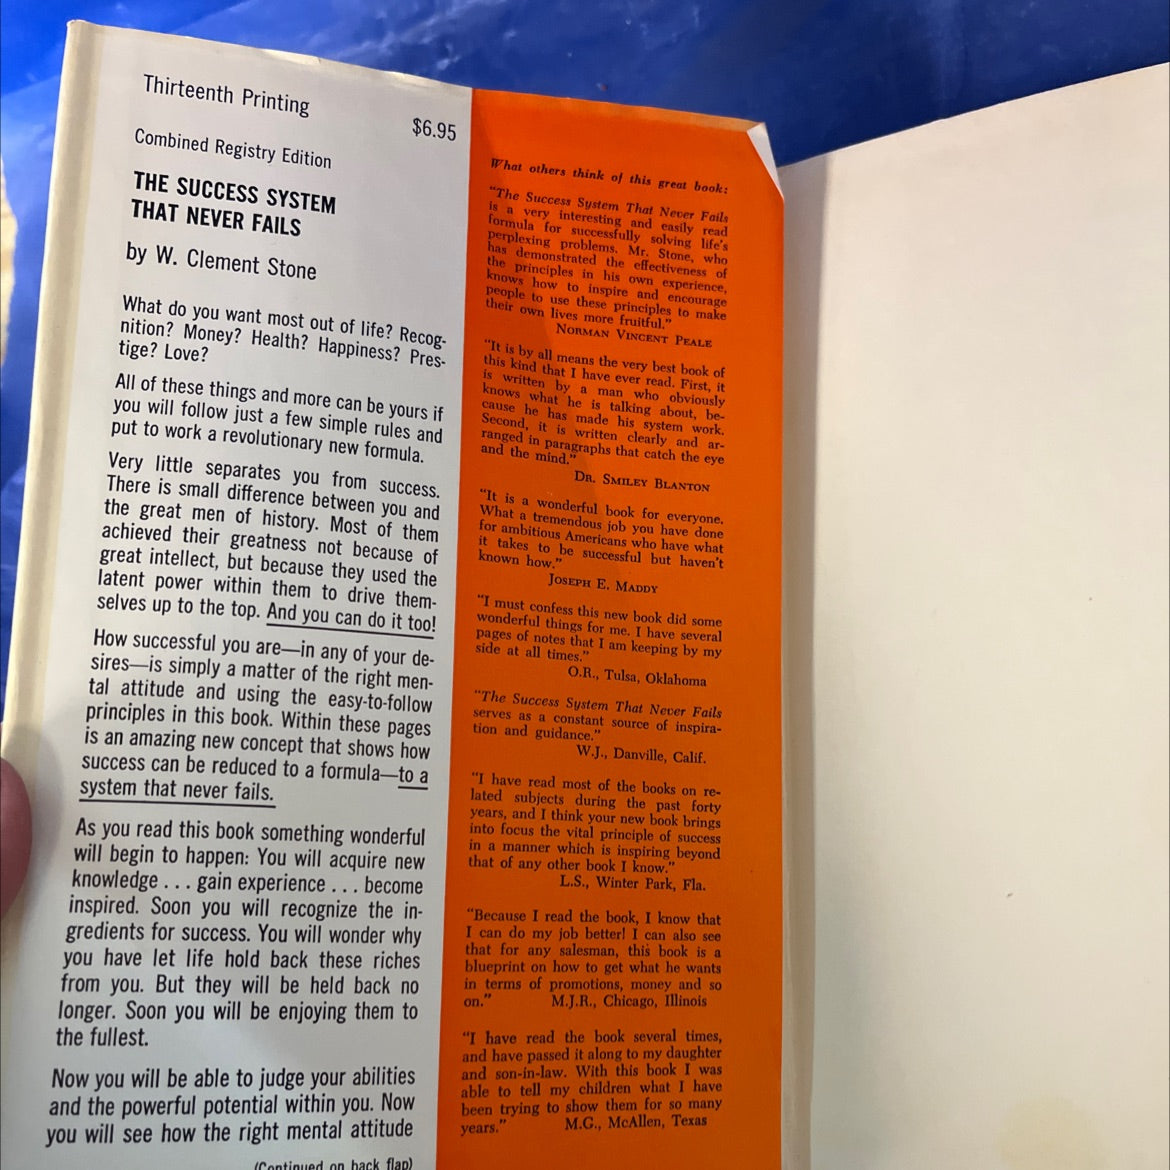 Thirteenth Printing
$6.95
Combined Registry Edition
THE SUCCESS SYSTEM
THAT NEVER FAILS
by W. Clement Stone
What do you want most out of life? Recog-
nition? Money? Health? Happiness? Pres-
tige? Love?
All of these things and more can be yours if
you will follow just a few simple rules and
put to work a revolutionary new formula.
Very little separates you from success.
There is small difference between you and
the great men of history. Most of them
achieved their greatness not because of
great intellect, but because they used the
latent power within them to drive them-
selves up to the top. And you can do it too!
How successful you are—in any of your de-
sires—is simply a matter of the right men-
tal attitude and using the easy-to-follow
principles in this book. Within these pages
is an amazing new concept that shows how
success can be reduced to a formula—to a
system that never fails.
As you read this book something wonderful
will begin to happen: You will acquire new
knowledge . . . gain experience . . . become
inspired. Soon you will recognize the in-
gredients for success. You will wonder why
you have let life hold back these riches
from you. But they will be held back no
longer. Soon you will be enjoying them to
the fullest.
Now you will be able to judge your abilities
and the powerful potential within you. Now
you will see how the right mental attitude
(Continued on back flap)
What others think of this great book:
"The Success System That Never Fails
is a very interesting and easily read
formula for successfully solving life's
perplexing problems. Mr. Stone, who
has demonstrated the effectiveness of
the principles in his own experience,
knows how to inspire and encourage
people to use these principles to make
their own lives more fruitful."
NORMAN VINCENT PEALE
"It is by all means the very best book of
this kind that I have ever read. First, it
is written by a man who obviously
knows what he is talking about, be-
cause he has made his system work.
Second, it is written clearly and ar-
ranged in paragraphs that catch the eye
and the mind."
DR. SMILEY BLANTON
"It is a wonderful book for everyone.
What a tremendous job you have done
for ambitious Americans who have what
it takes to be successful but haven't
known how."
JOSEPH E. MADDY
"I must confess this new book did some
wonderful things for me. I have several
pages of notes that I am keeping by my
side at all times."
O.R., Tulsa, Oklahoma
"The Success System That Never Fails
serves as a constant source of inspira-
tion and guidance."
W.J., Danville, Calif.
"I have read most of the books on re-
lated subjects during the past forty
years, and I think your new book brings
into focus the vital principle of success
in a manner which is inspiring beyond
that of any other book I know."
L.S., Winter Park, Fla.
"Because I read the book, I know that
I can do my job better! I can also see
that for any salesman, this book is a
blueprint on how to get what he wants
in terms of promotions, money and so
on." M.J.R., Chicago, Illinois
"I have read the book several times,
and have passed it along to my daughter
and son-in-law. With this book I was
able to tell my children what I have
been trying to show them for so many
years." M.G., McAllen, Texas